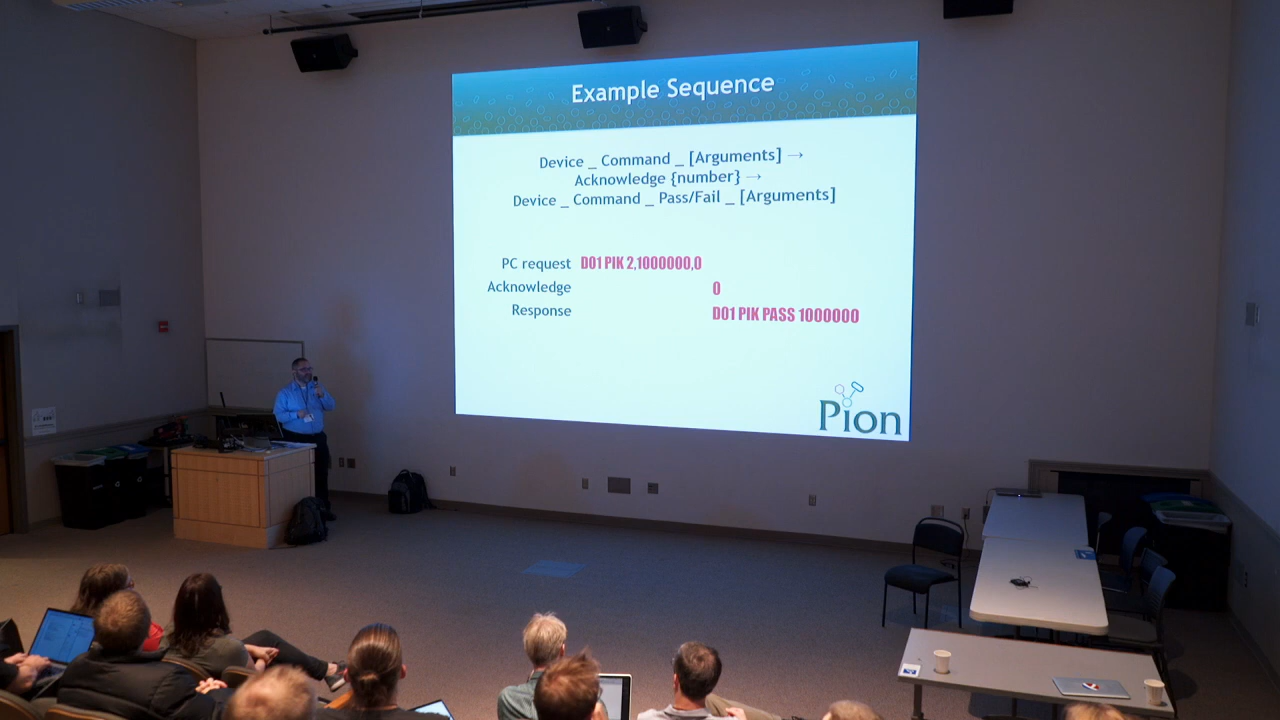 Example Sequence
Device _ Command _ [Arguments] →
Acknowledge {number} →
Device _ Command _ Pass/Fail _ [Arguments]
PC request D01 PIK 2,1000000,0
Acknowledge 0
Response D01 PIK PASS 1000000
Pion